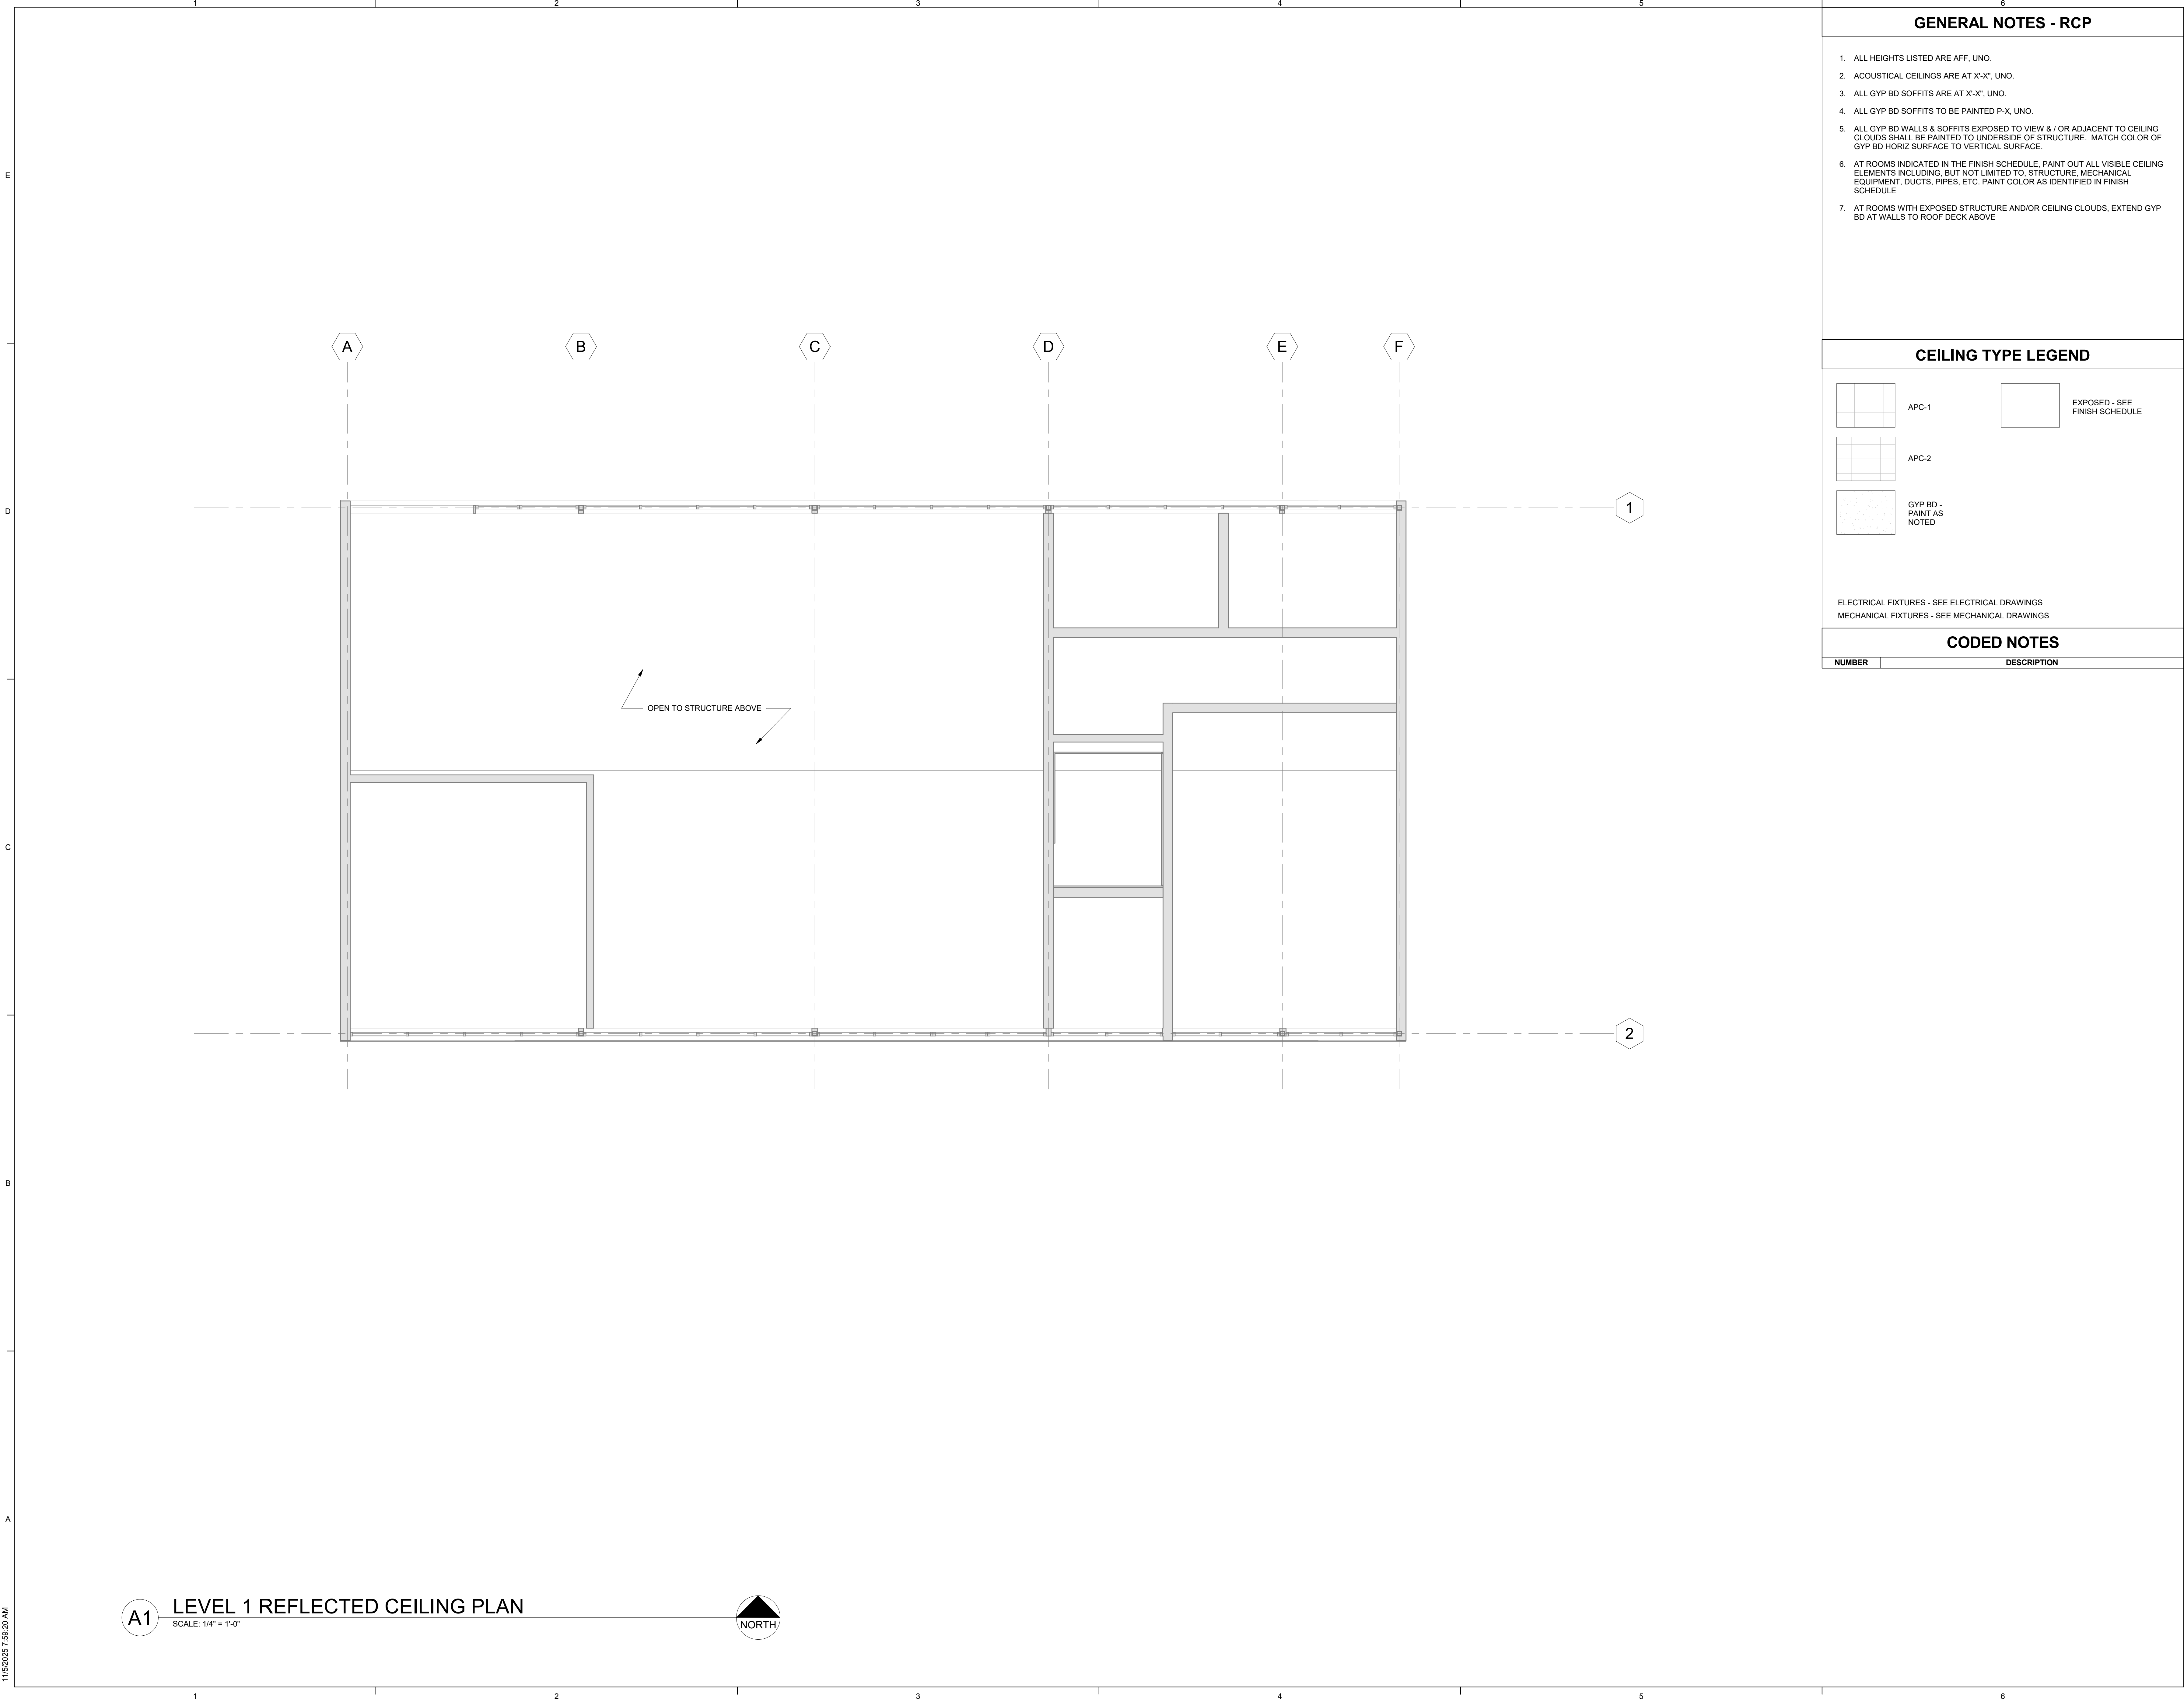 1 2 3 4 5 6
GENERAL NOTES - RCP
1. ALL HEIGHTS LISTED ARE AFF, UNO.
2. ACOUSTICAL CEILINGS ARE AT X'-X", UNO.
3. ALL GYP BD SOFFITS ARE AT X'-X", UNO.
4. ALL GYP BD SOFFITS TO BE PAINTED P-X, UNO.
5. ALL GYP BD WALLS & SOFFITS EXPOSED TO VIEW & / OR ADJACENT TO CEILING
CLOUDS SHALL BE PAINTED TO UNDERSIDE OF STRUCTURE. MATCH COLOR OF
GYP BD HORIZ SURFACE TO VERTICAL SURFACE.
6. AT ROOMS INDICATED IN THE FINISH SCHEDULE, PAINT OUT ALL VISIBLE CEILING
ELEMENTS INCLUDING, BUT NOT LIMITED TO, STRUCTURE, MECHANICAL
EQUIPMENT, DUCTS, PIPES, ETC. PAINT COLOR AS IDENTIFIED IN FINISH
SCHEDULE
7. AT ROOMS WITH EXPOSED STRUCTURE AND/OR CEILING CLOUDS, EXTEND GYP
BD AT WALLS TO ROOF DECK ABOVE
CEILING TYPE LEGEND
APC-1
EXPOSED - SEE
FINISH SCHEDULE
APC-2
GYP BD -
PAINT AS
NOTED
ELECTRICAL FIXTURES - SEE ELECTRICAL DRAWINGS
MECHANICAL FIXTURES - SEE MECHANICAL DRAWINGS
CODED NOTES
NUMBER DESCRIPTION
E
D
C
B
A
A B C D E F
1
OPEN TO STRUCTURE ABOVE
2
A1
LEVEL 1 REFLECTED CEILING PLAN
SCALE: 1/4" = 1'-0"
NORTH
11/5/2025 7:59:20 AM
1 2 3 4 5 6